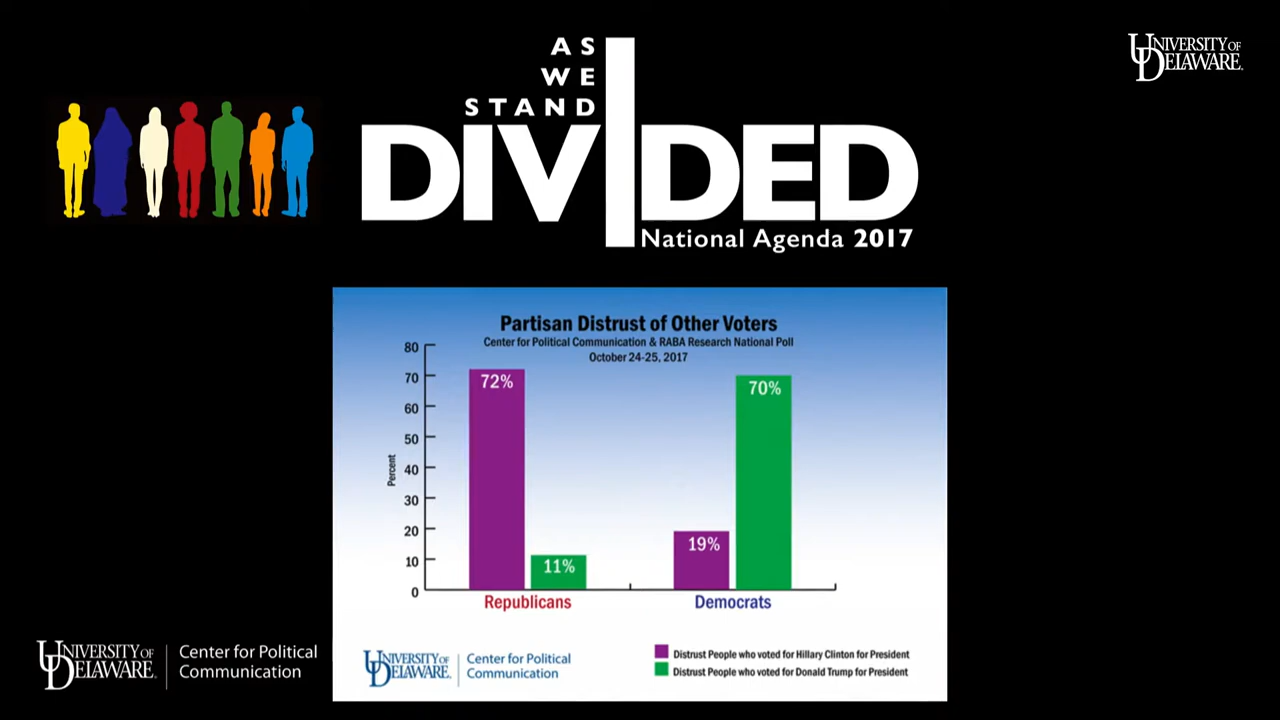 AS
WE
STAND
DIVIDED
National Agenda 2017
UNIVERSITY OF
DELAWARE.
Partisan Distrust of Other Voters
Center for Political Communication & RABA Research National Poll
October 24-25, 2017
80
70
60
50
40
30
20
10
0
Percent
72%
11%
19%
70%
Republicans
Democrats
UNIVERSITY OF
DELAWARE.
Center for Political
Communication
Distrust People who voted for Hillary Clinton for President
Distrust People who voted for Donald Trump for President
UNIVERSITY OF
DELAWARE.
Center for Political
Communication